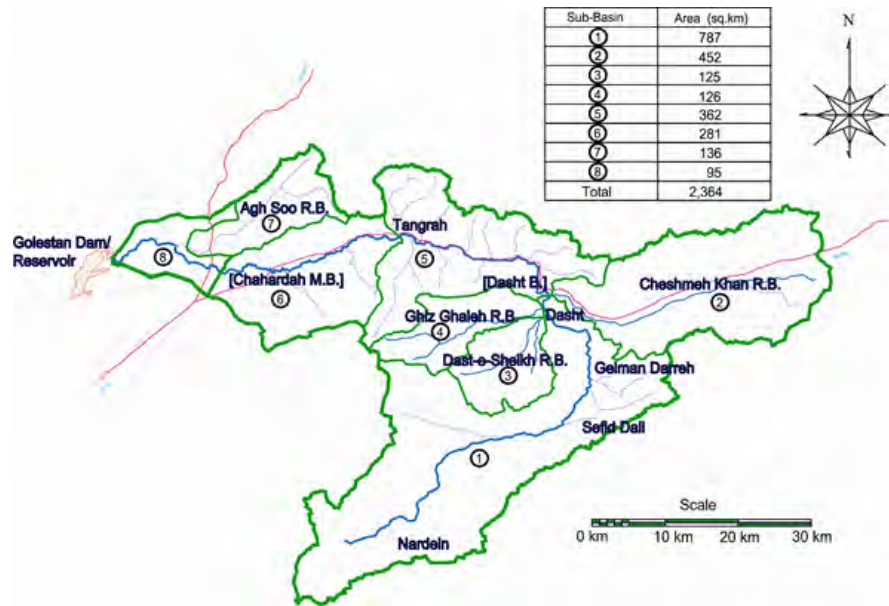 Sub-Basin Area (sq.km)
1 787
2 452
3 125
4 126
5 362
6 281
7 136
8 95
Total 2,364
N
Agh Soo R.B.
7
Tangrah
Golestan Dam/
Reservoir
8
5
[Chahardah M.B.]
6
[Dasht B.]
Cheshmeh Khan R.B.
2
Ghiz Ghaleh R.B.
4
Dasht
Dast-o-Sheikh R.B.
3
Geiman Darreh
Sefid Dall
1
Nardein
Scale
0 km 10 km 20 km 30 km